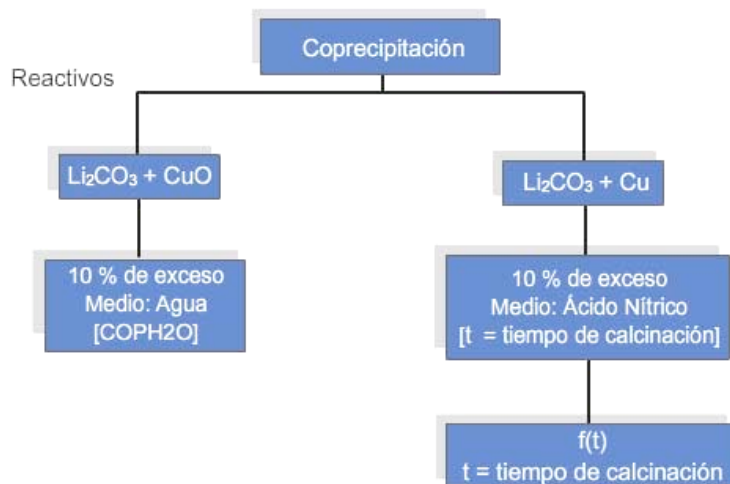 Coprecipitación
Reactivos
Li₂CO₃ + CuO
Li₂CO₃ + Cu
10 % de exceso
Medio: Agua
[COPH2O]
10 % de exceso
Medio: Ácido Nítrico
[t = tiempo de calcinación]
f(t)
t = tiempo de calcinación